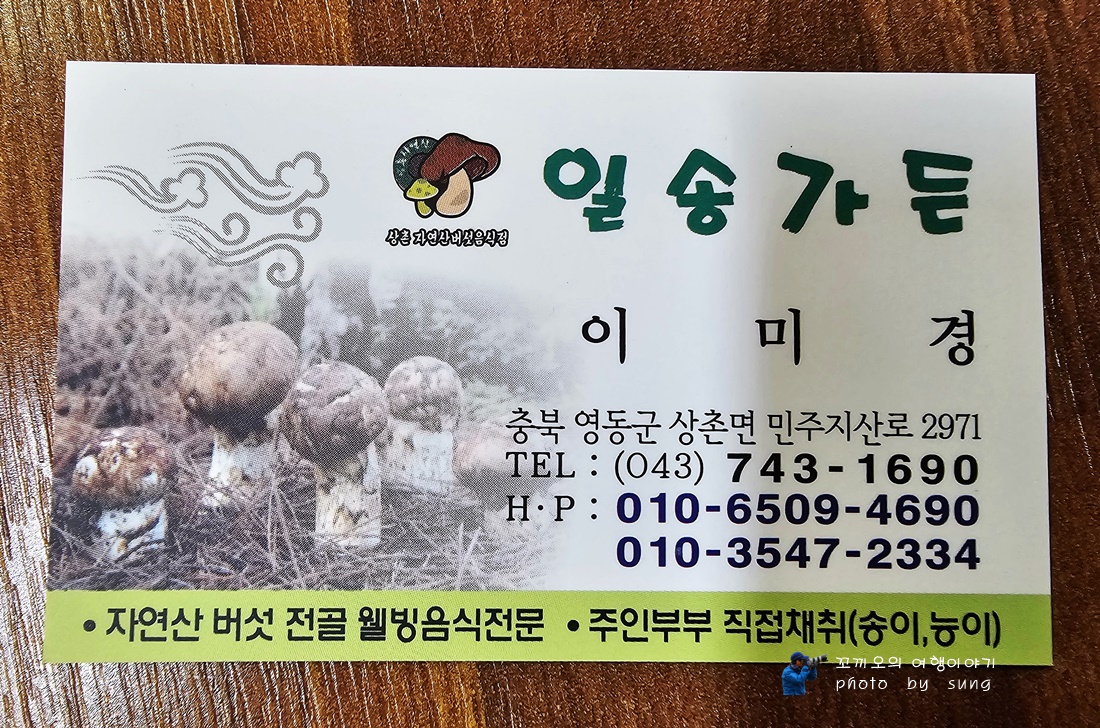 일송가든
상촌 자연산버섯음식점
이 미 경
충북 영동군 상촌면 민주지산로 2971
TEL : (043) 743-1690
H·P : 010-6509-4690
010-3547-2334
• 자연산 버섯 전골 웰빙음식전문 • 주인부부 직접채취(송이,능이)
꼬끼오의 여행이야기
photo by sung